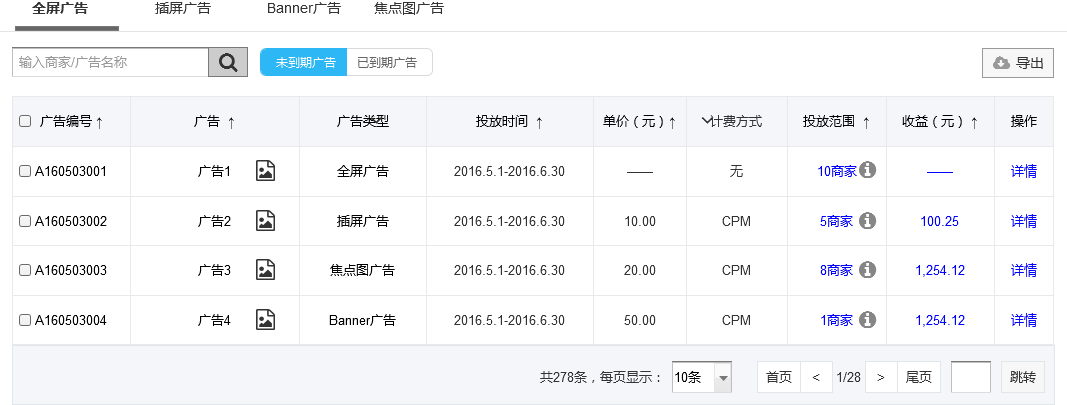 全屏广告 插屏广告 Banner广告 焦点图广告
输入商家/广告名称 未到期广告 已到期广告 导出
广告编号↑ 广告 ↑ 广告类型 投放时间 ↑ 单价（元）↑ 计费方式 投放范围 ↑ 收益（元）↑ 操作
A160503001 广告1 全屏广告 2016.5.1-2016.6.30 —— 无 10商家 —— 详情
A160503002 广告2 插屏广告 2016.5.1-2016.6.30 10.00 CPM 5商家 100.25 详情
A160503003 广告3 焦点图广告 2016.5.1-2016.6.30 20.00 CPM 8商家 1,254.12 详情
A160503004 广告4 Banner广告 2016.5.1-2016.6.30 50.00 CPM 1商家 1,254.12 详情
共278条，每页显示： 10条 首页 < 1/28 > 尾页 跳转